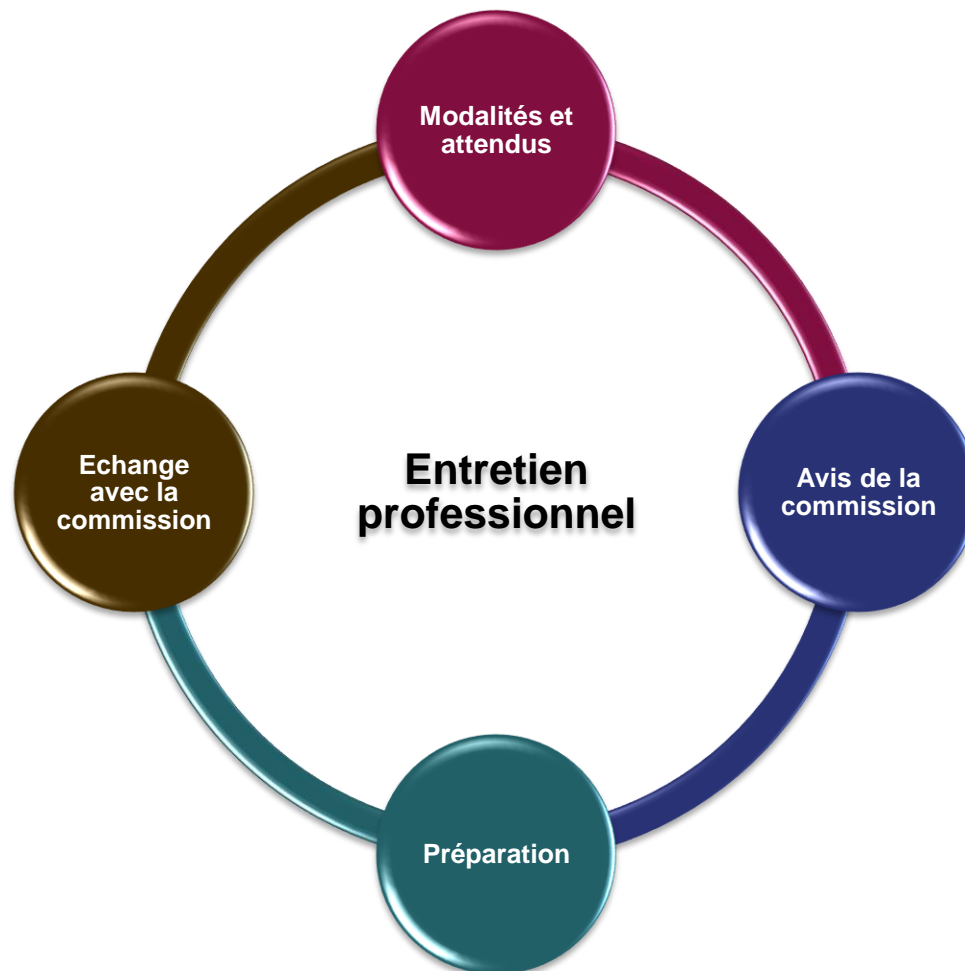 Modalités et
attendus
Echange
avec la
commission
Entretien
professionnel
Avis de la
commission
Préparation